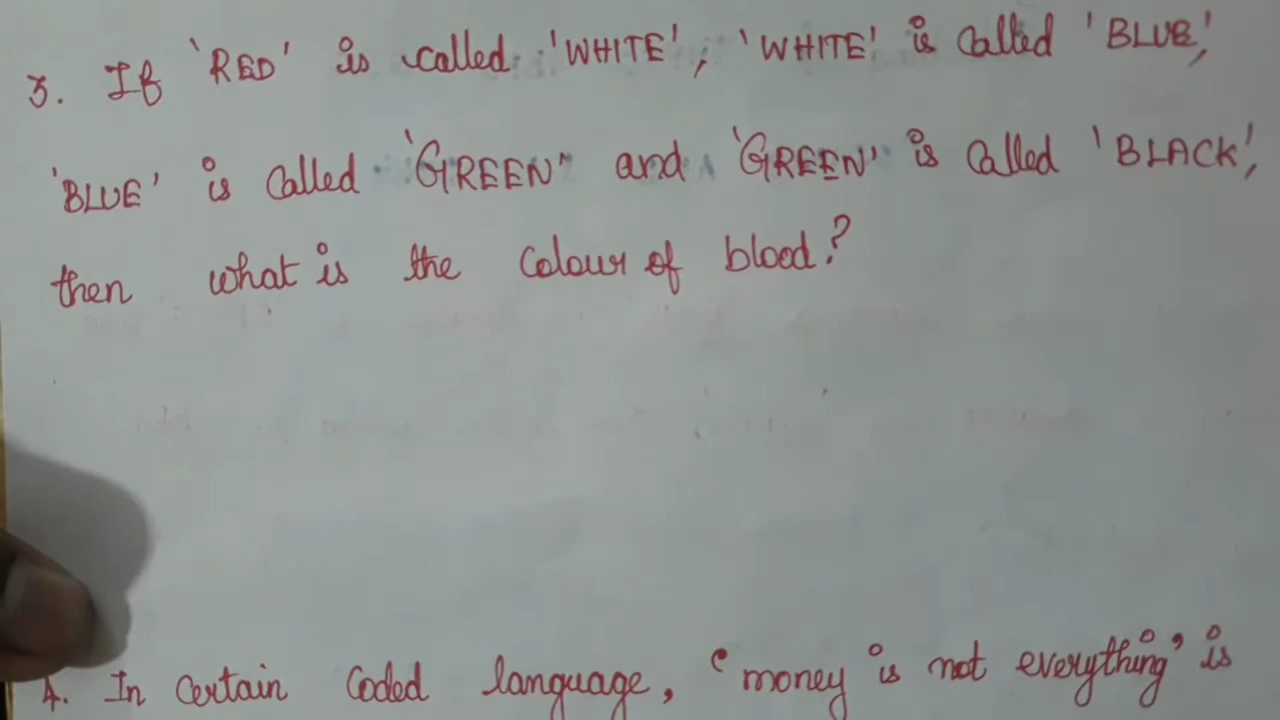 3. If 'RED' is called 'WHITE', 'WHITE' is called 'BLUE',
'BLUE' is called 'GREEN" and 'GREEN' is called 'BLACK',
then what is the colour of blood?
4. In certain coded language, 'money is not everything' is